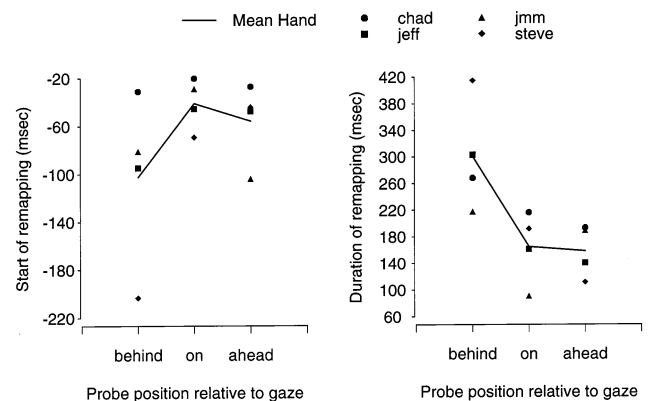 Mean Hand
chad
jmm
jeff
steve
Start of remapping (msec)
-20
-60
-100
-140
-180
-220
behind on ahead
Probe position relative to gaze
Duration of remapping (msec)
420
380
340
300
260
220
180
140
100
60
behind on ahead
Probe position relative to gaze